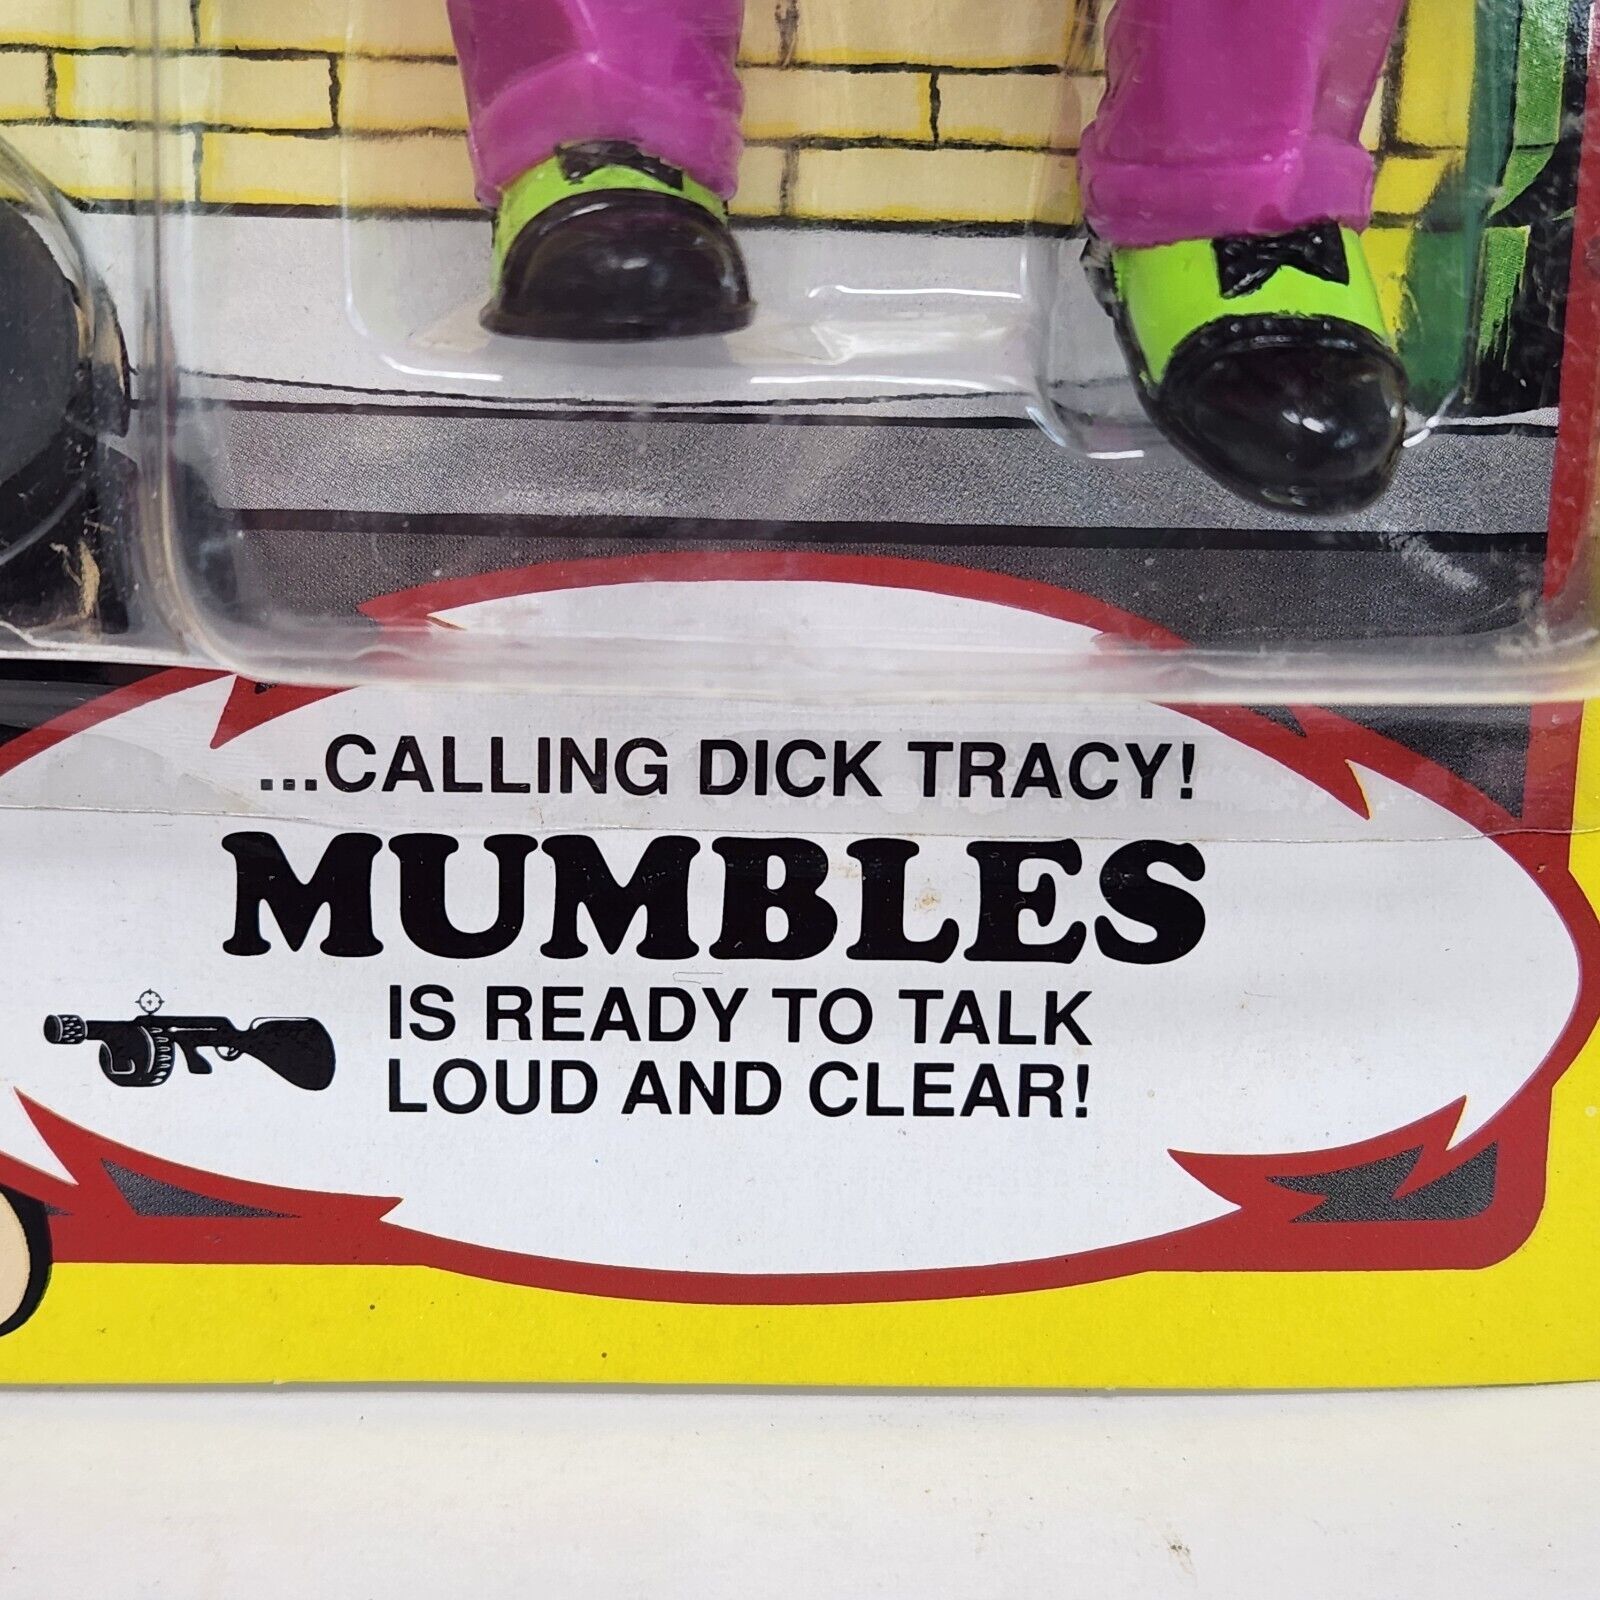 ...CALLING DICK TRACY!
MUMBLES
IS READY TO TALK
LOUD AND CLEAR!